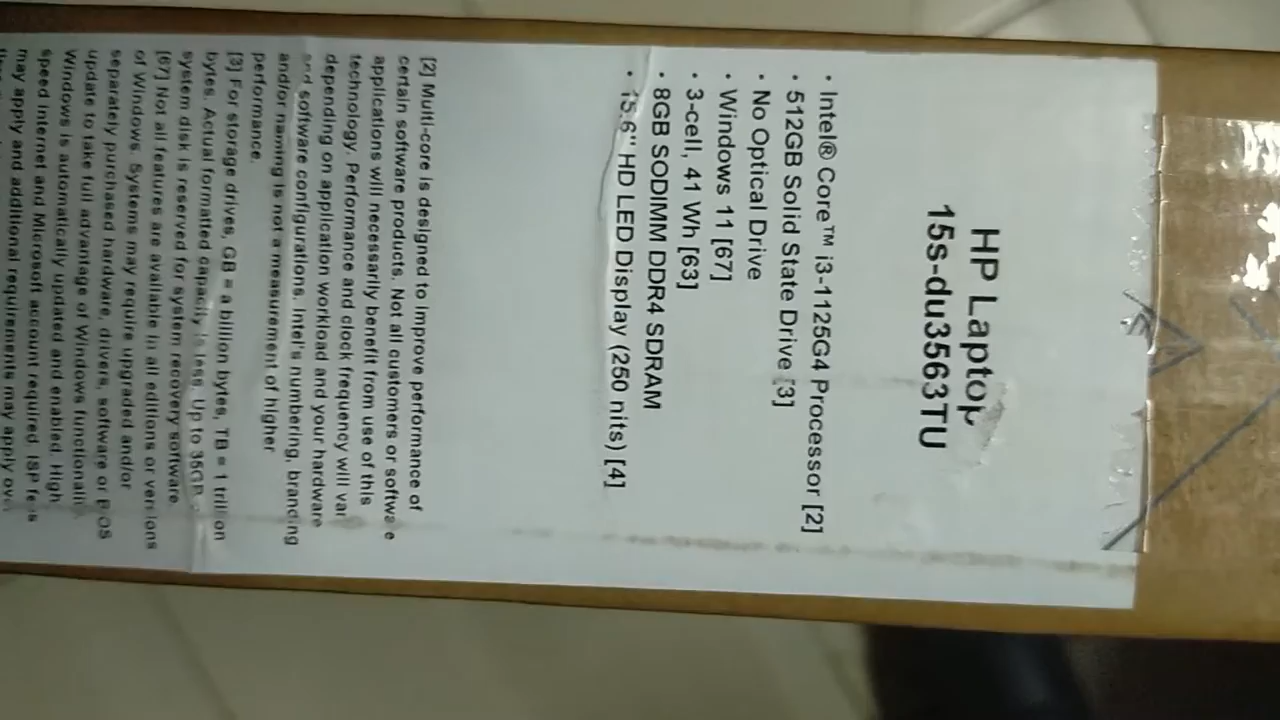 HP Laptop
15s-du3563TU
• Intel® Core™ i3-1125G4 Processor [2]
• 512GB Solid State Drive [3]
• No Optical Drive
• Windows 11 [67]
• 3-cell, 41 Wh [63]
• 8GB SODIMM DDR4 SDRAM
• 15.6" HD LED Display (250 nits) [4]
[2] Multi-core is designed to improve performance of
certain software products. Not all customers or software
applications will necessarily benefit from use of this
technology. Performance and clock frequency will var
depending on application workload and your hardware
and software configurations. Intel's numbering, branding
and/or naming is not a measurement of higher
performance.
[3] For storage drives, GB = a billion bytes, TB = 1 trillion
bytes. Actual formatted capacity is less. Up to 35GB
system disk is reserved for system recovery software.
[67] Not all features are available in all editions or versions
of Windows. Systems may require upgraded and/or
separately purchased hardware, drivers, software or BIOS
update to take full advantage of Windows functionali
Windows is automatically updated and enabled. High
speed internet and Microsoft account required. ISP fees
may apply and additional requirements may apply ove